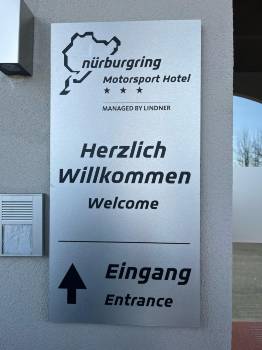 nürburgring
Motorsport Hotel
★ ★ ★
MANAGED BY LINDNER
Herzlich
Willkommen
Welcome
Eingang
Entrance